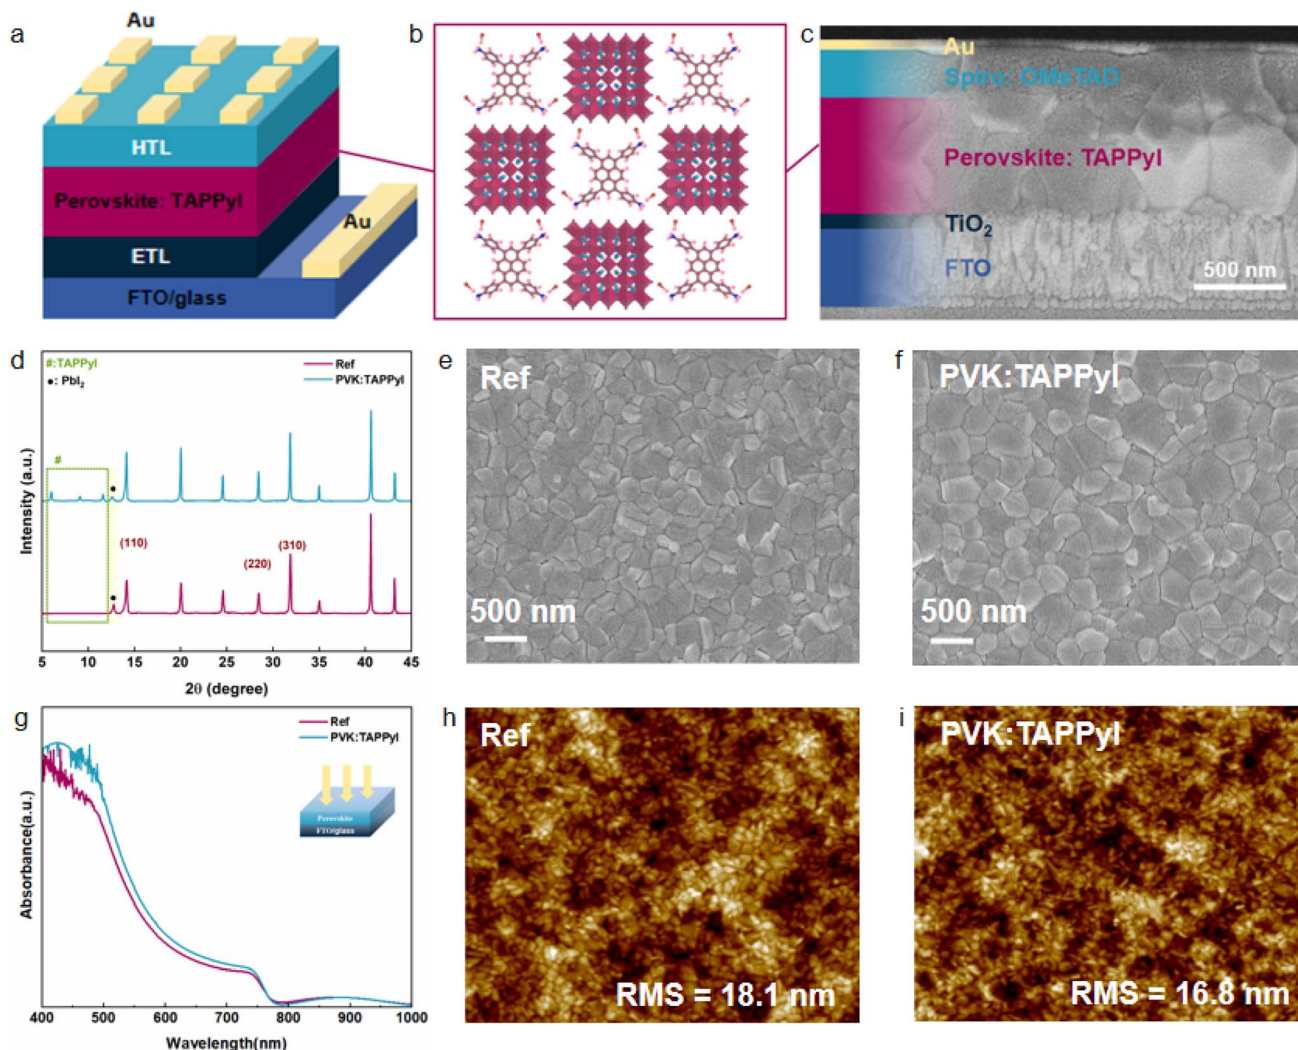 a
Au
HTL
Perovskite: TAPPyI
Au
ETL
FTO/glass
b
c
Au
Spiro: OMeTAD
Perovskite: TAPPyI
TiO₂
FTO
500 nm
d
#:TAPPyI
●: PbI₂
Ref
PVK:TAPPyI
#
●
(110)
(220)
(310)
●
Intensity (a.u.)
5 10 15 20 25 30 35 40 45
2θ (degree)
e
Ref
500 nm
f
PVK:TAPPyI
500 nm
g
Ref
PVK:TAPPyI
Perovskite
FTO/glass
Absorbance(a.u.)
400 500 600 700 800 900 1000
Wavelength(nm)
h
Ref
RMS = 18.1 nm
i
PVK:TAPPyI
RMS = 16.8 nm